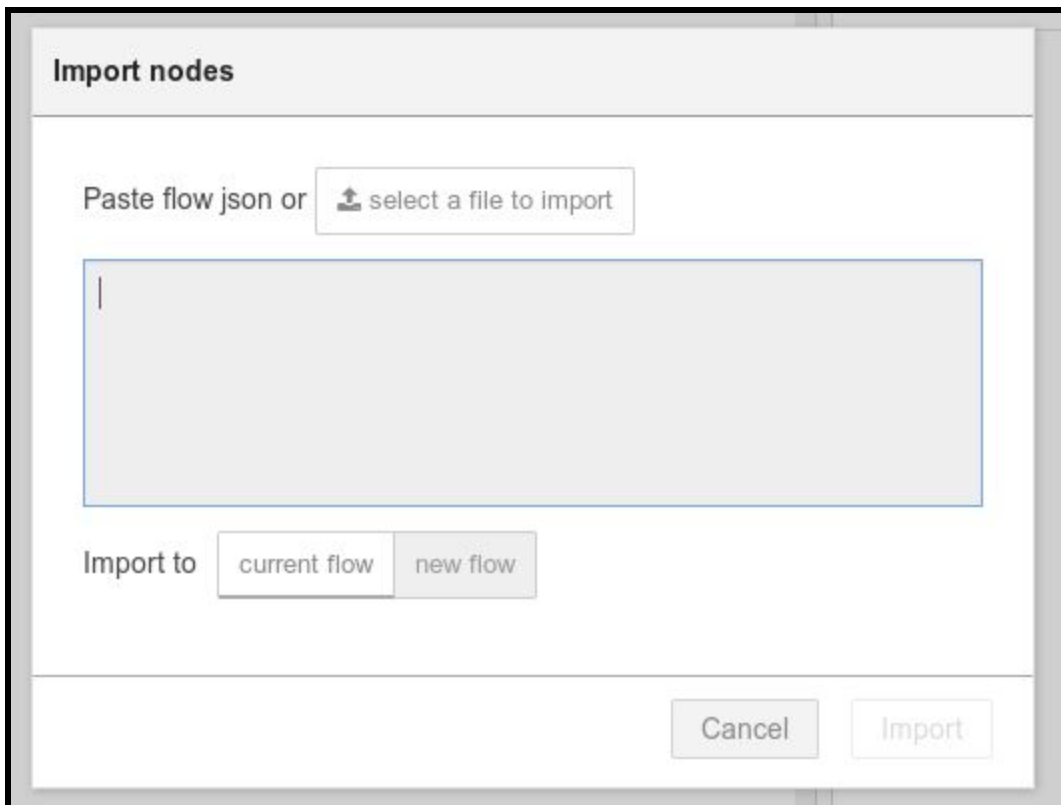 Import nodes
Paste flow json or select a file to import
Import to current flow new flow
Cancel Import